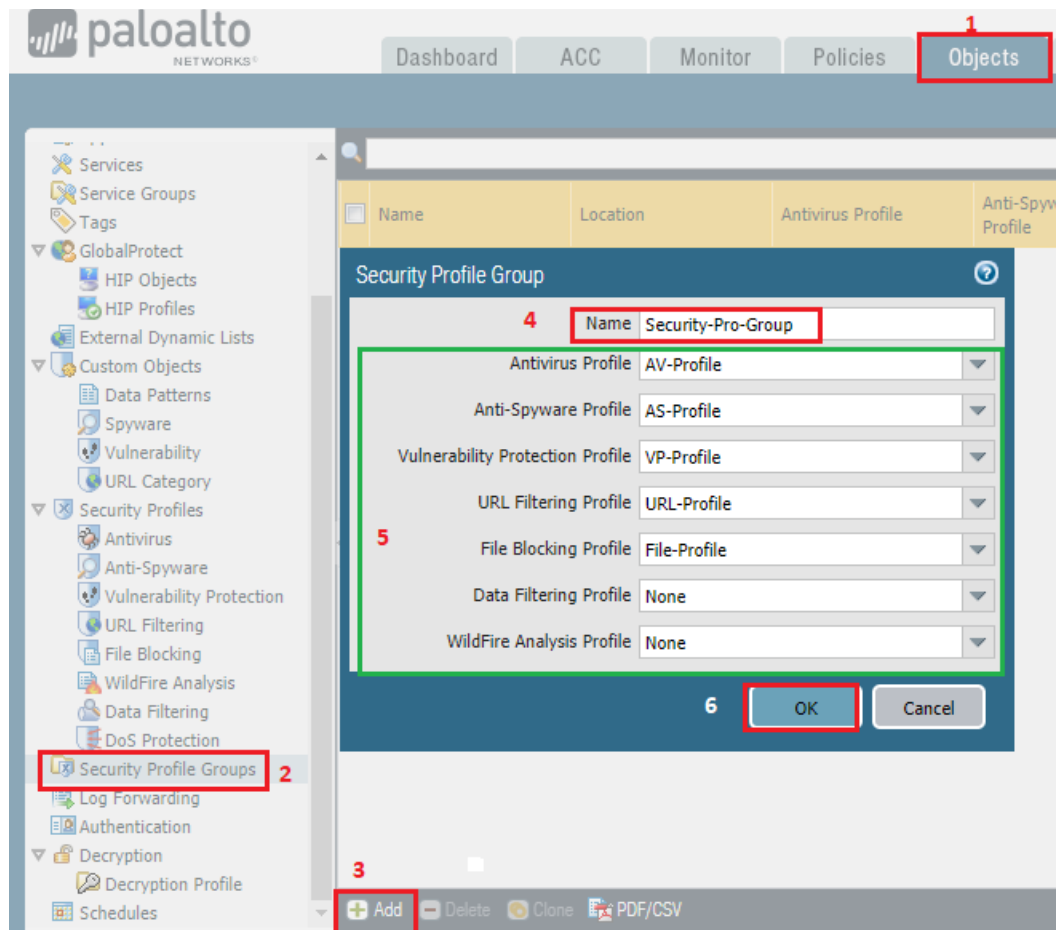 paloalto
NETWORKS®
1
Dashboard ACC Monitor Policies Objects
Services
Service Groups
Tags
GlobalProtect
HIP Objects
HIP Profiles
External Dynamic Lists
Custom Objects
Data Patterns
Spyware
Vulnerability
URL Category
Security Profiles
Antivirus
Anti-Spyware
Vulnerability Protection
URL Filtering
File Blocking
WildFire Analysis
Data Filtering
DoS Protection
Security Profile Groups 2
Log Forwarding
Authentication
Decryption
Decryption Profile
Schedules
Name Location Antivirus Profile
Profile
Security Profile Group
4 Name Security-Pro-Group
Antivirus Profile AV-Profile
Anti-Spyware Profile AS-Profile
Vulnerability Protection Profile VP-Profile
URL Filtering Profile URL-Profile
5
File Blocking Profile File-Profile
Data Filtering Profile None
WildFire Analysis Profile None
6 OK Cancel
3
Add Delete Clone PDF/CSV